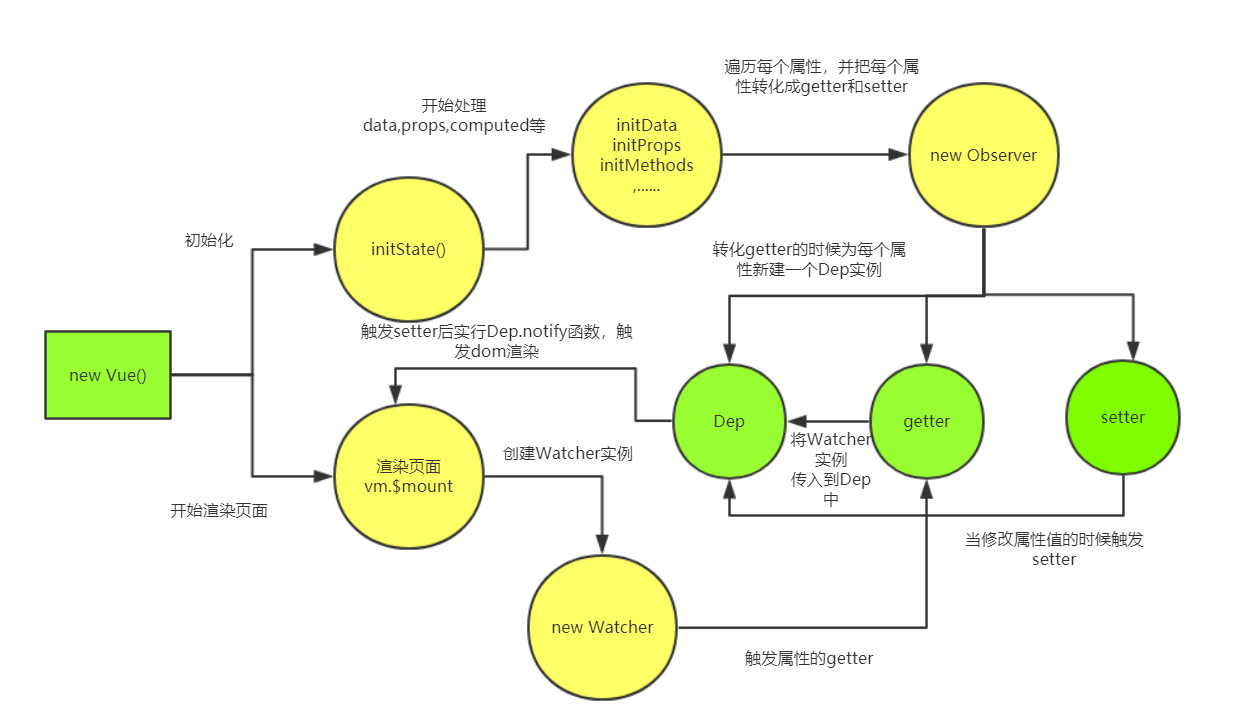 遍历每个属性，并把每个属
性转化成getter和setter
开始处理
data,props,computed等
initData
initProps
initMethods
,......
new Observer
初始化
initState()
转化getter的时候为每个属
性新建一个Dep实例
触发setter后实行Dep.notify函数，触
发dom渲染
new Vue()
Dep
getter
setter
将Watcher
实例
传入到Dep
中
渲染页面
vm.$mount
创建Watcher实例
开始渲染页面
当修改属性值的时候触发
setter
new Watcher
触发属性的getter